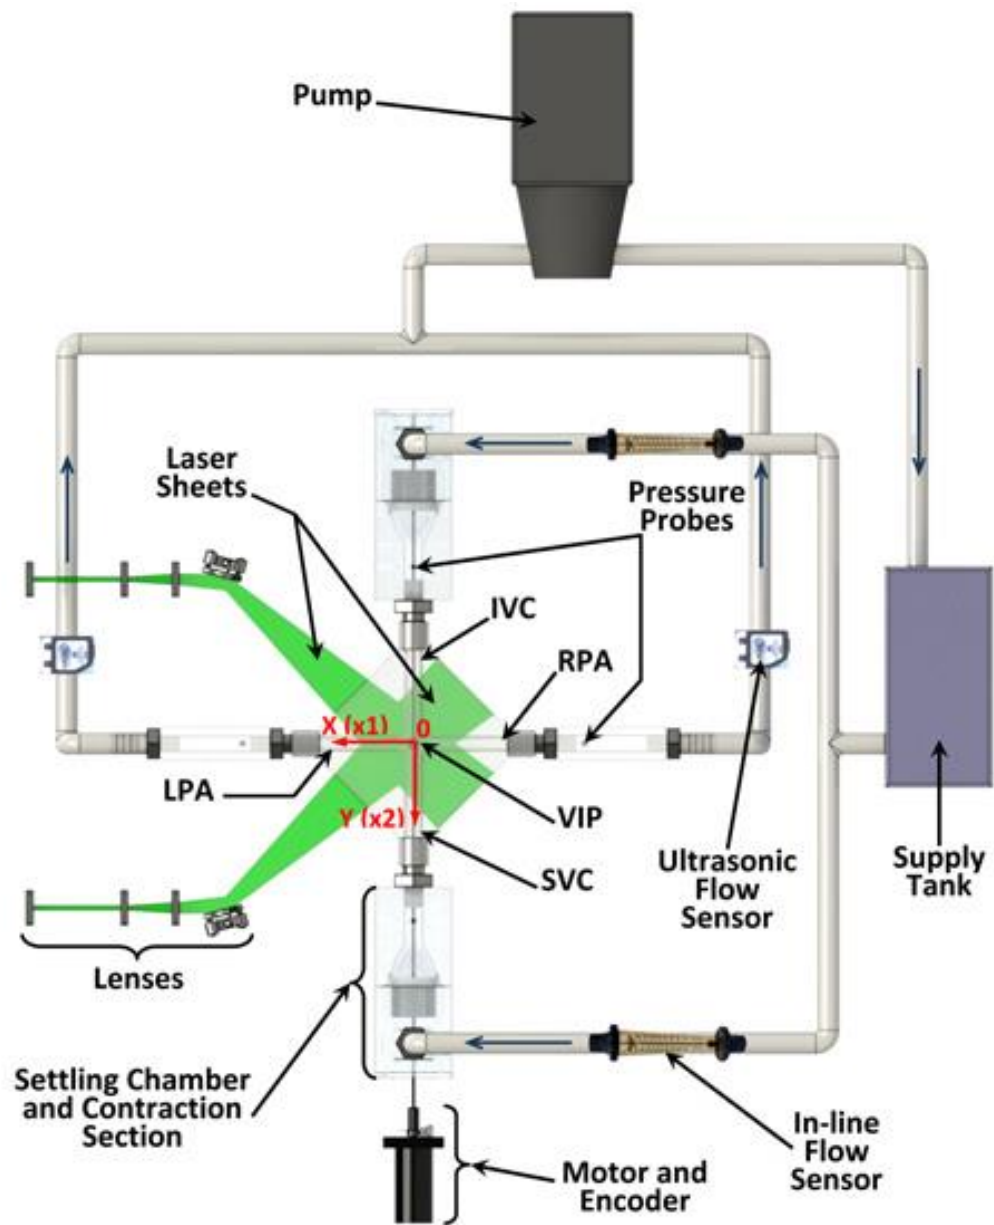 Pump
Laser
Sheets
Pressure
Probes
IVC
RPA
X (x1)
0
LPA
Y (x2)
VIP
SVC
Ultrasonic
Flow
Sensor
Supply
Tank
Lenses
Settling Chamber
and Contraction
Section
In-line
Flow
Sensor
Motor and
Encoder